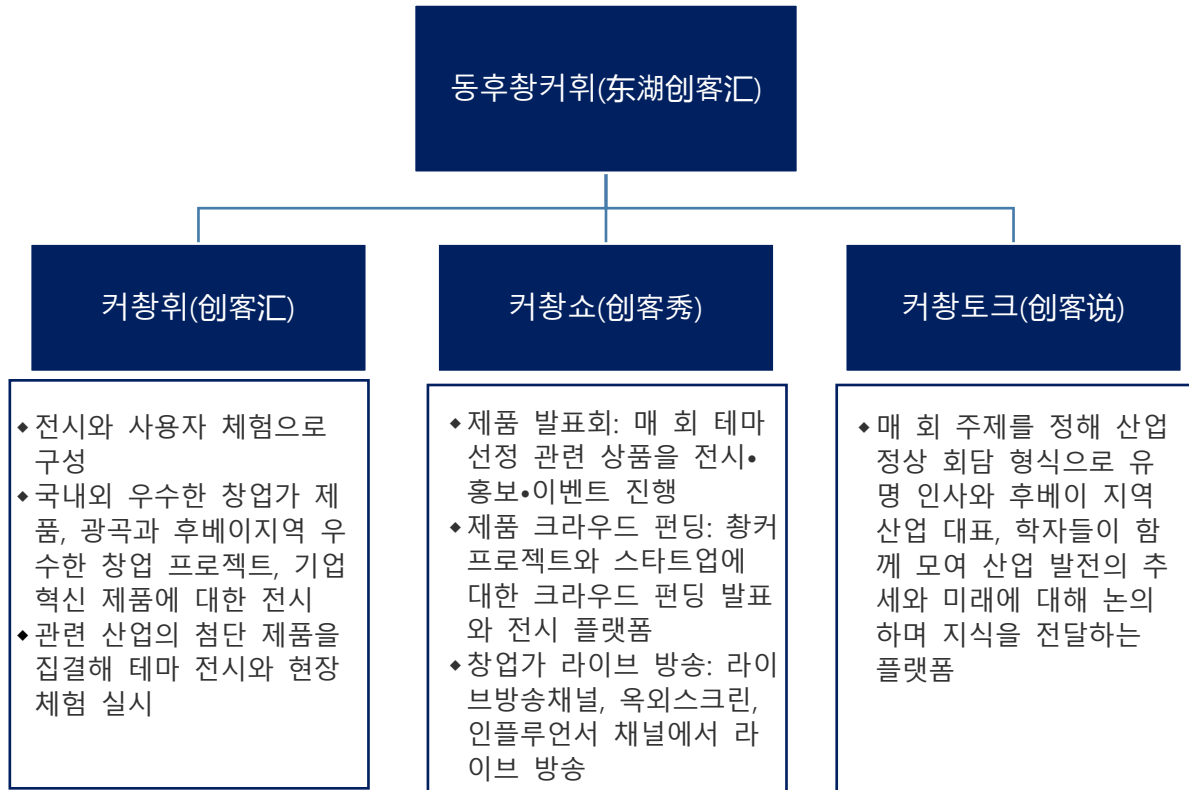 동후촹커휘(东湖创客汇)
커촹휘(创客汇)
◆전시와 사용자 체험으로
구성
◆국내외 우수한 창업가 제
품, 광곡과 후베이지역 우
수한 창업 프로젝트, 기업
혁신 제품에 대한 전시
◆관련 산업의 첨단 제품을
집결해 테마 전시와 현장
체험 실시
커촹쇼(创客秀)
◆제품 발표회: 매 회 테마
선정 관련 상품을 전시•
홍보•이벤트 진행
◆제품 크라우드 펀딩: 촹커
프로젝트와 스타트업에
대한 크라우드 펀딩 발표
와 전시 플랫폼
◆창업가 라이브 방송: 라이
브방송채널, 옥외스크린,
인플루언서 채널에서 라
이브 방송
커촹토크(创客说)
◆매 회 주제를 정해 산업
정상 회담 형식으로 유
명 인사와 후베이 지역
산업 대표, 학자들이 함
께 모여 산업 발전의 추
세와 미래에 대해 논의
하며 지식을 전달하는
플랫폼